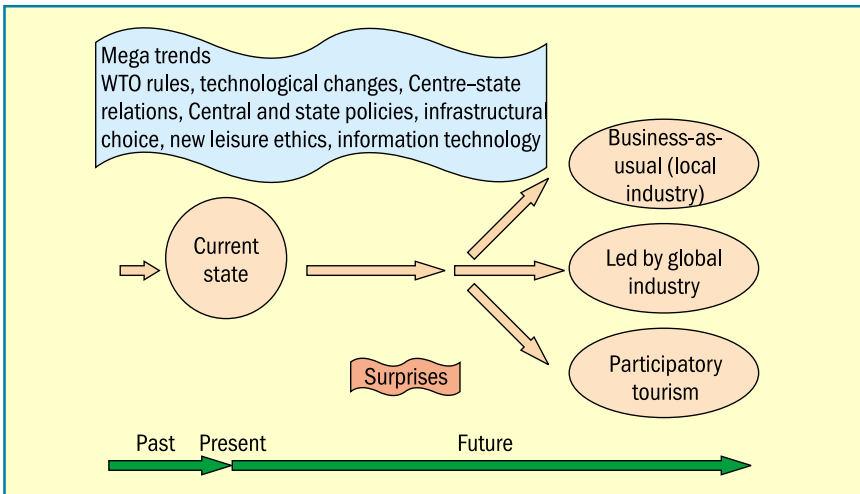 Mega trends
WTO rules, technological changes, Centre–state
relations, Central and state policies, infrastructural
choice, new leisure ethics, information technology
Business-as-
usual (local
industry)
Current
state
Led by global
industry
Participatory
tourism
Surprises
Past Present Future